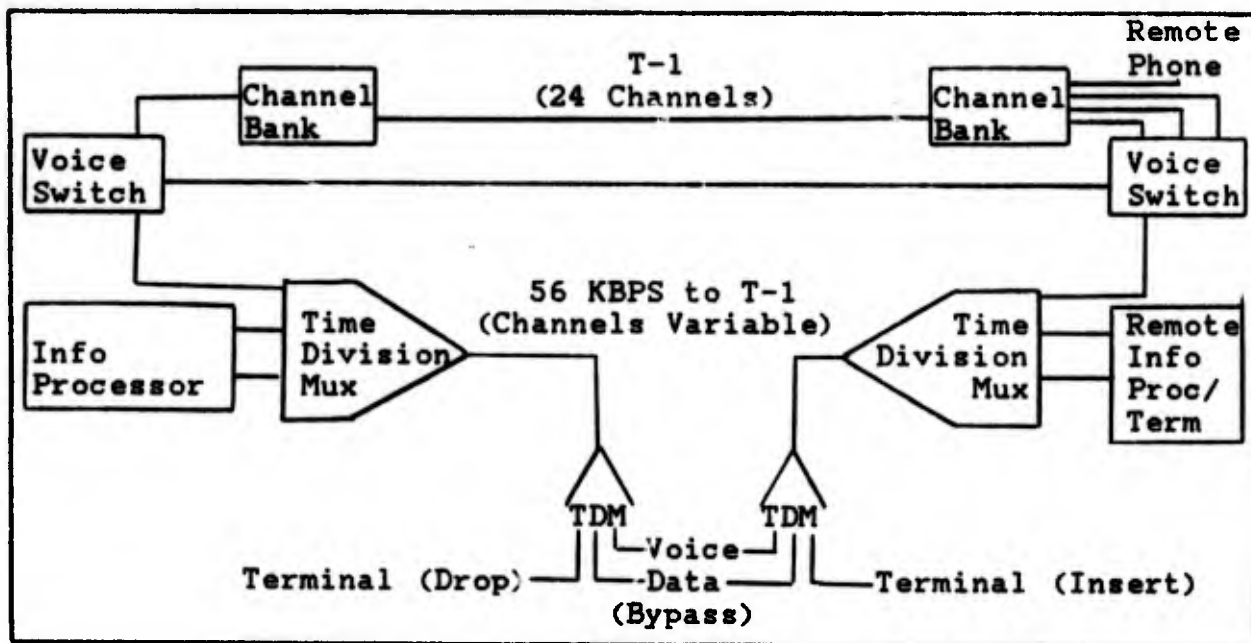 Remote
Phone
T-1
(24 Channels)
Channel
Bank
Channel
Bank
Voice
Switch
Voice
Switch
56 KBPS to T-1
(Channels Variable)
Info
Processor
Time
Division
Mux
Time
Division
Mux
Remote
Info
Proc/
Term
TDM
TDM
Voice
Terminal (Drop)
Data
Terminal (Insert)
(Bypass)